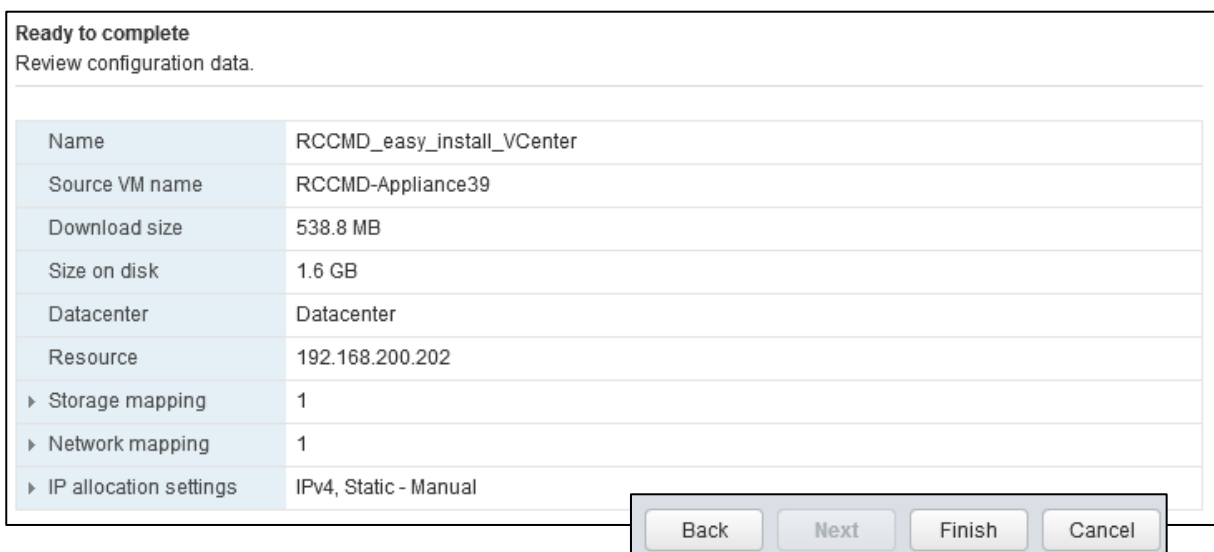 Ready to complete
Review configuration data.
Name RCCMD_easy_install_VCenter
Source VM name RCCMD-Appliance39
Download size 538.8 MB
Size on disk 1.6 GB
Datacenter Datacenter
Resource 192.168.200.202
Storage mapping 1
Network mapping 1
IP allocation settings IPv4, Static - Manual
Back Next Finish Cancel